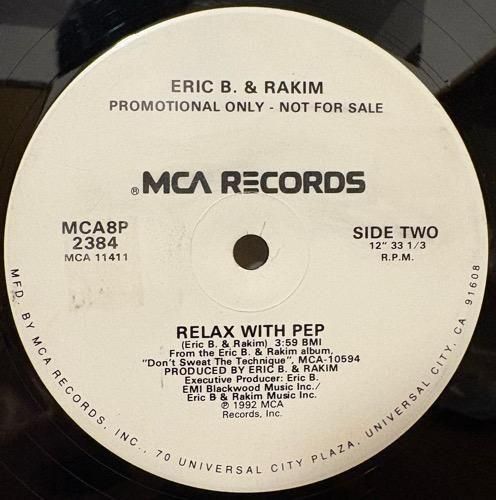 ERIC B. & RAKIM
PROMOTIONAL ONLY - NOT FOR SALE
® MCA RECORDS
MCA8P
2384
MCA 11411
SIDE TWO
12" 33 1/3
R.P.M.
RELAX WITH PEP
(Eric B. & Rakim) 3:59 BMI
From the Eric B. & Rakim album,
"Don't Sweat The Technique", MCA-10594
PRODUCED BY ERIC B. & RAKIM
Executive Producer: Eric B.
EMI Blackwood Music Inc./
Eric B & Rakim Music Inc.
℗ 1992 MCA
Records, Inc.
MFD. BY MCA RECORDS, INC., 70 UNIVERSAL CITY PLAZA, UNIVERSAL CITY, CA 91608